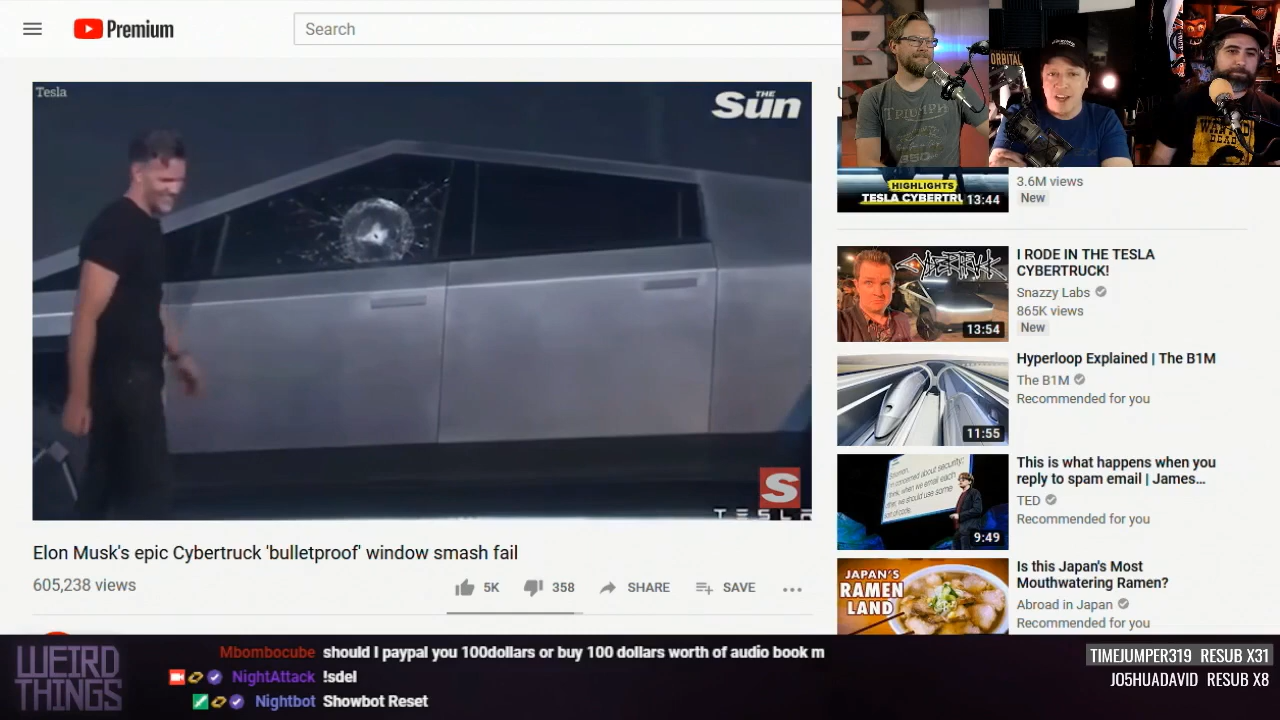 Premium
Search
Tesla
THE
Sun
S
TESLA
Elon Musk's epic Cybertruck 'bulletproof' window smash fail
605,238 views
5K
358
SHARE
SAVE
HIGHLIGHTS
13:44
3.6M views
New
13:54
I RODE IN THE TESLA
CYBERTRUCK!
Snazzy Labs
865K views
New
11:55
Hyperloop Explained | The B1M
The B1M
Recommended for you
9:49
This is what happens when you
reply to spam email | James...
TED
Recommended for you
JAPAN'S
RAMEN
LAND
Is this Japan's Most
Mouthwatering Ramen?
Abroad in Japan
Recommended for you
ORBITAL
TRIUMPH
WEIRD
THINGS
Mbombocube should I paypal you 100dollars or buy 100 dollars worth of audio book m
NightAttack !sdel
Nightbot Showbot Reset
TIMEJUMPER319 RESUB X31
JO5HUADAVID RESUB X8